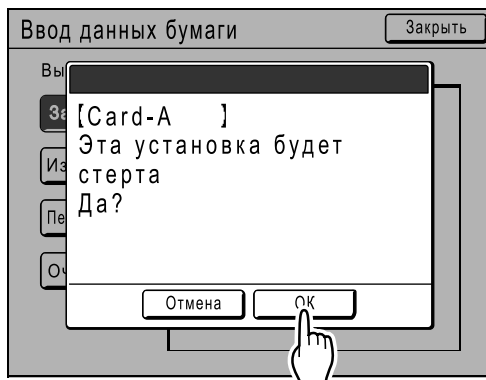 Ввод данных бумаги
Закрыть
[Card-A ]
Эта установка будет
стерта
Да?
Отмена
OK